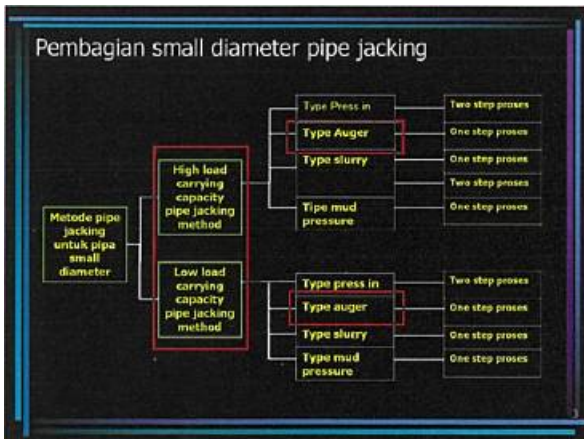 Pembagian small diameter pipe jacking
Metode pipe
jacking
untuk pipa
small
diameter
High load
carrying
capacity
pipe jacking
method
Low load
carrying
capacity
pipe jacking
method
Type Press in
Two step proses
Type Auger
One step proses
Type slurry
One step proses
Two step proses
Tipe mud
pressure
One step proses
Type press in
Two step proses
Type auger
One step proses
Type slurry
One step proses
Type mud
pressure
One step proses